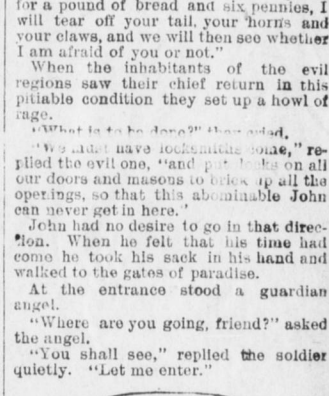 for a pound of bread and six pennies, I
will tear off your tail, your horns and
your claws, and we will then see whether
I am afraid of you or not."
When the inhabitants of the evil
regions saw their chief return in this
pitiable condition they set up a howl of
rage.
"What is to be done?" they cried.
"We must have locksmiths come," re-
plied the evil one, "and put locks on all
our doors and masons to brick up all the
openings, so that this abominable John
can never get in here."
John had no desire to go in that direc-
tion. When he felt that his time had
come he took his sack in his hand and
walked to the gates of paradise.
At the entrance stood a guardian
angel.
"Where are you going, friend?" asked
the angel.
"You shall see," replied the soldier
quietly. "Let me enter."